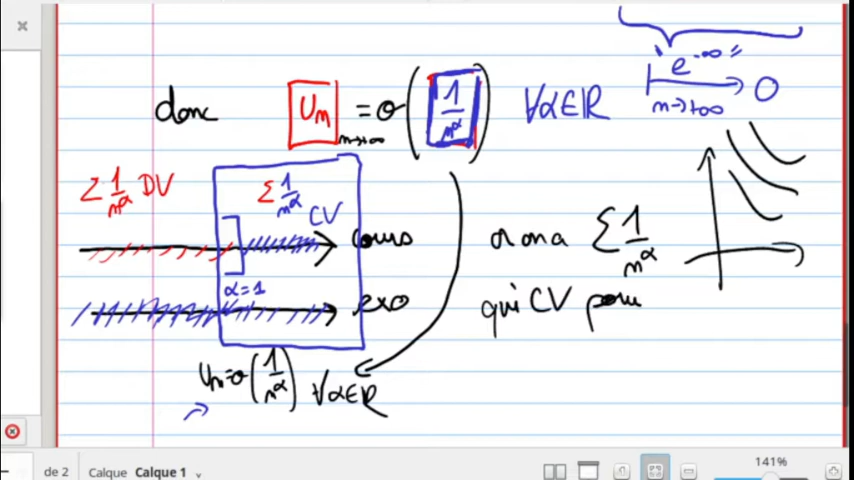 "e^-∞"
n→+∞ 0
donc Un = o(1/n^α) ∀α∈ℝ
n→+∞
Σ 1/n^α DV
Σ 1/n^α CV
cours
α=1
exo
on a Σ 1/n^α
qui CV pour
Un=o(1/n^α) ∀α∈ℝ
de 2 Calque Calque 1
141%